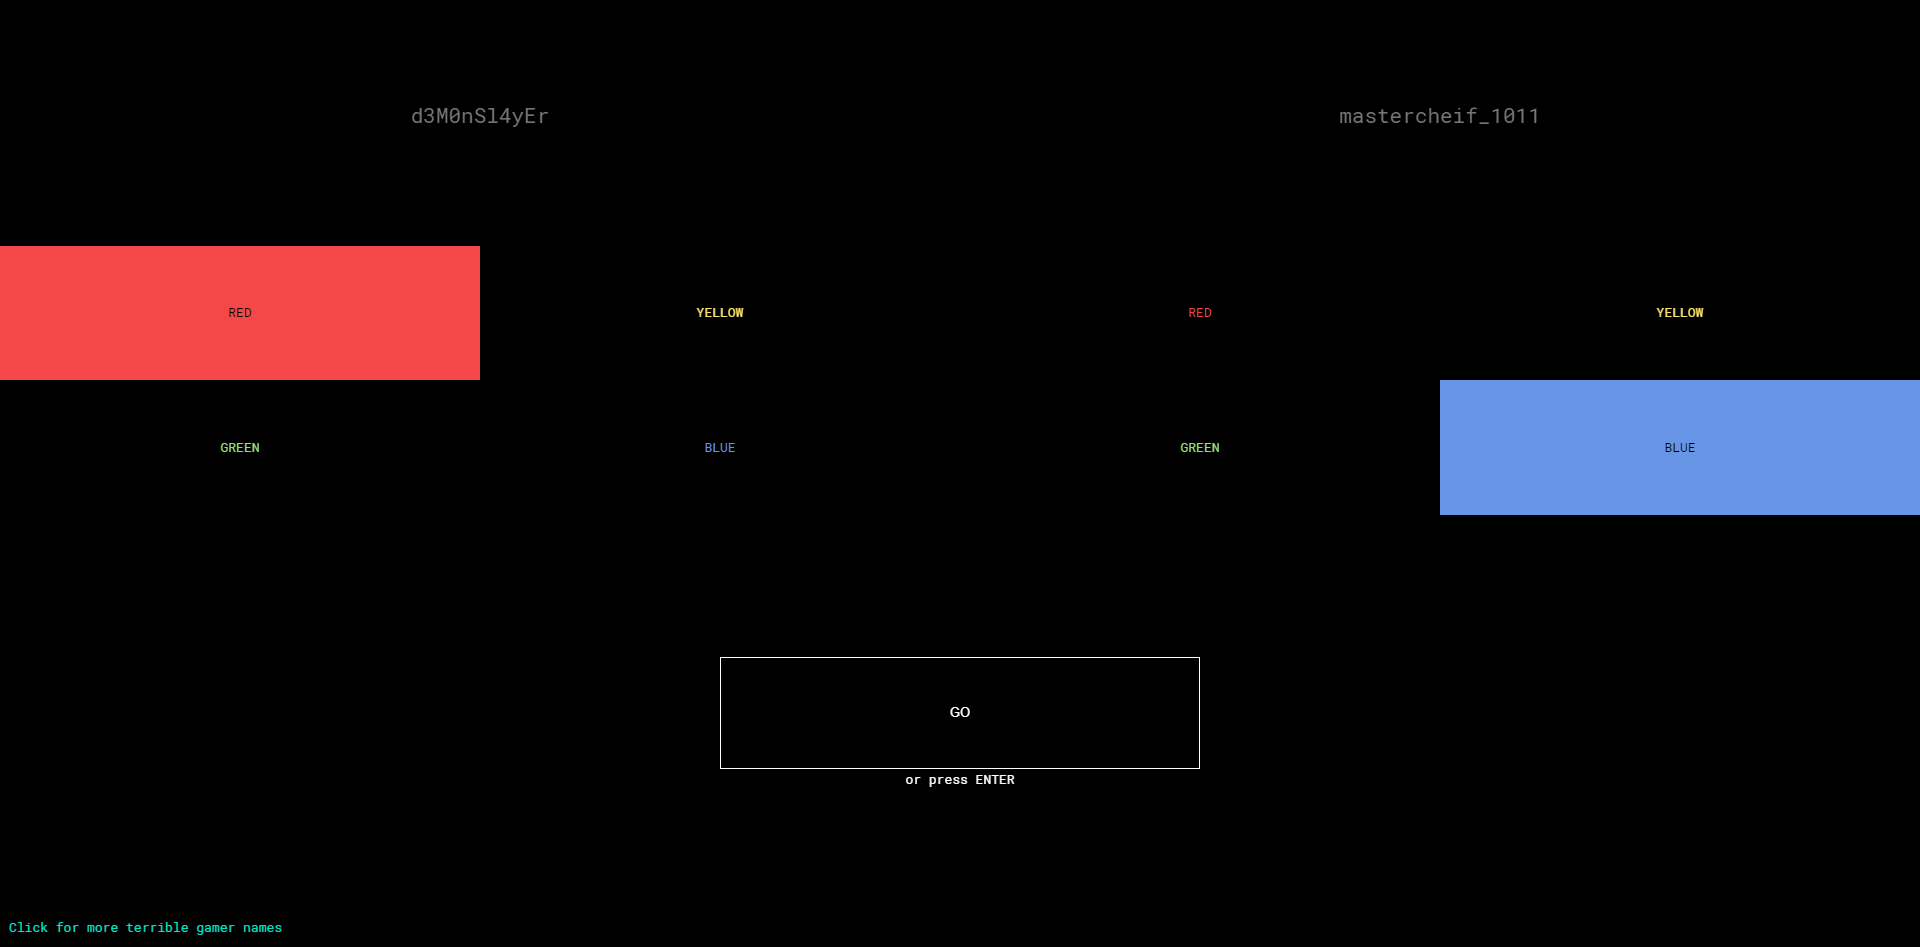 d3M0nSl4yEr mastercheif_1011
RED YELLOW RED YELLOW
GREEN BLUE GREEN BLUE
GO
or press ENTER
Click for more terrible gamer names